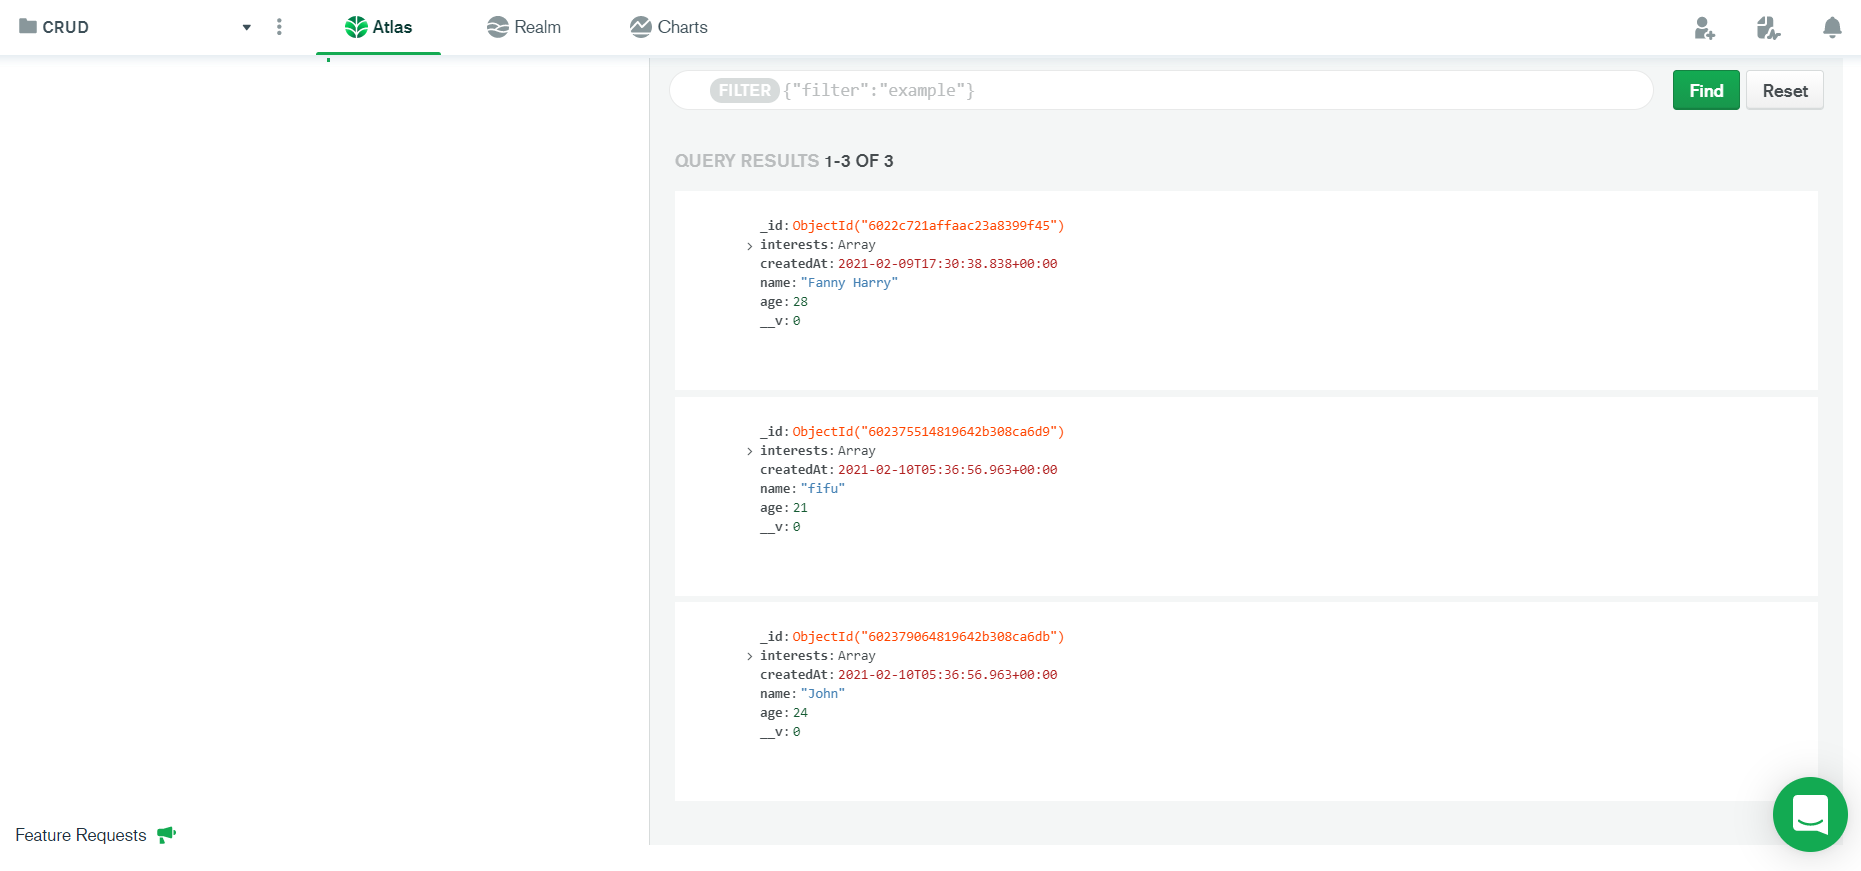 CRUD
Atlas
Realm
Charts
FILTER {"filter":"example"}
Find
Reset
QUERY RESULTS 1-3 OF 3
_id: ObjectId("6022c721affaac23a8399f45")
interests: Array
createdAt: 2021-02-09T17:30:38.838+00:00
name: "Fanny Harry"
age: 28
__v: 0
_id: ObjectId("602375514819642b308ca6d9")
interests: Array
createdAt: 2021-02-10T05:36:56.963+00:00
name: "fifu"
age: 21
__v: 0
_id: ObjectId("602379064819642b308ca6db")
interests: Array
createdAt: 2021-02-10T05:36:56.963+00:00
name: "John"
age: 24
__v: 0
Feature Requests